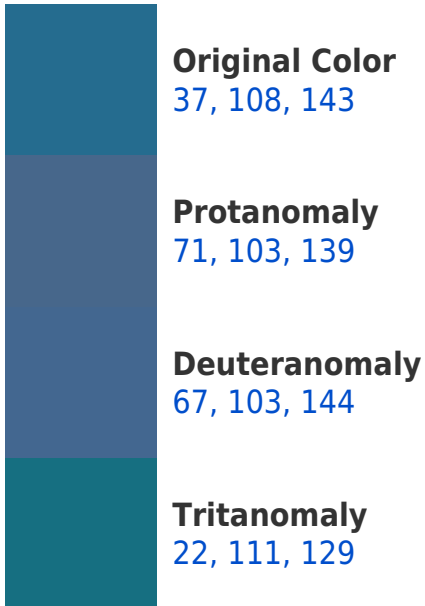 Original Color
37, 108, 143
Protanomaly
71, 103, 139
Deuteranomaly
67, 103, 144
Tritanomaly
22, 111, 129